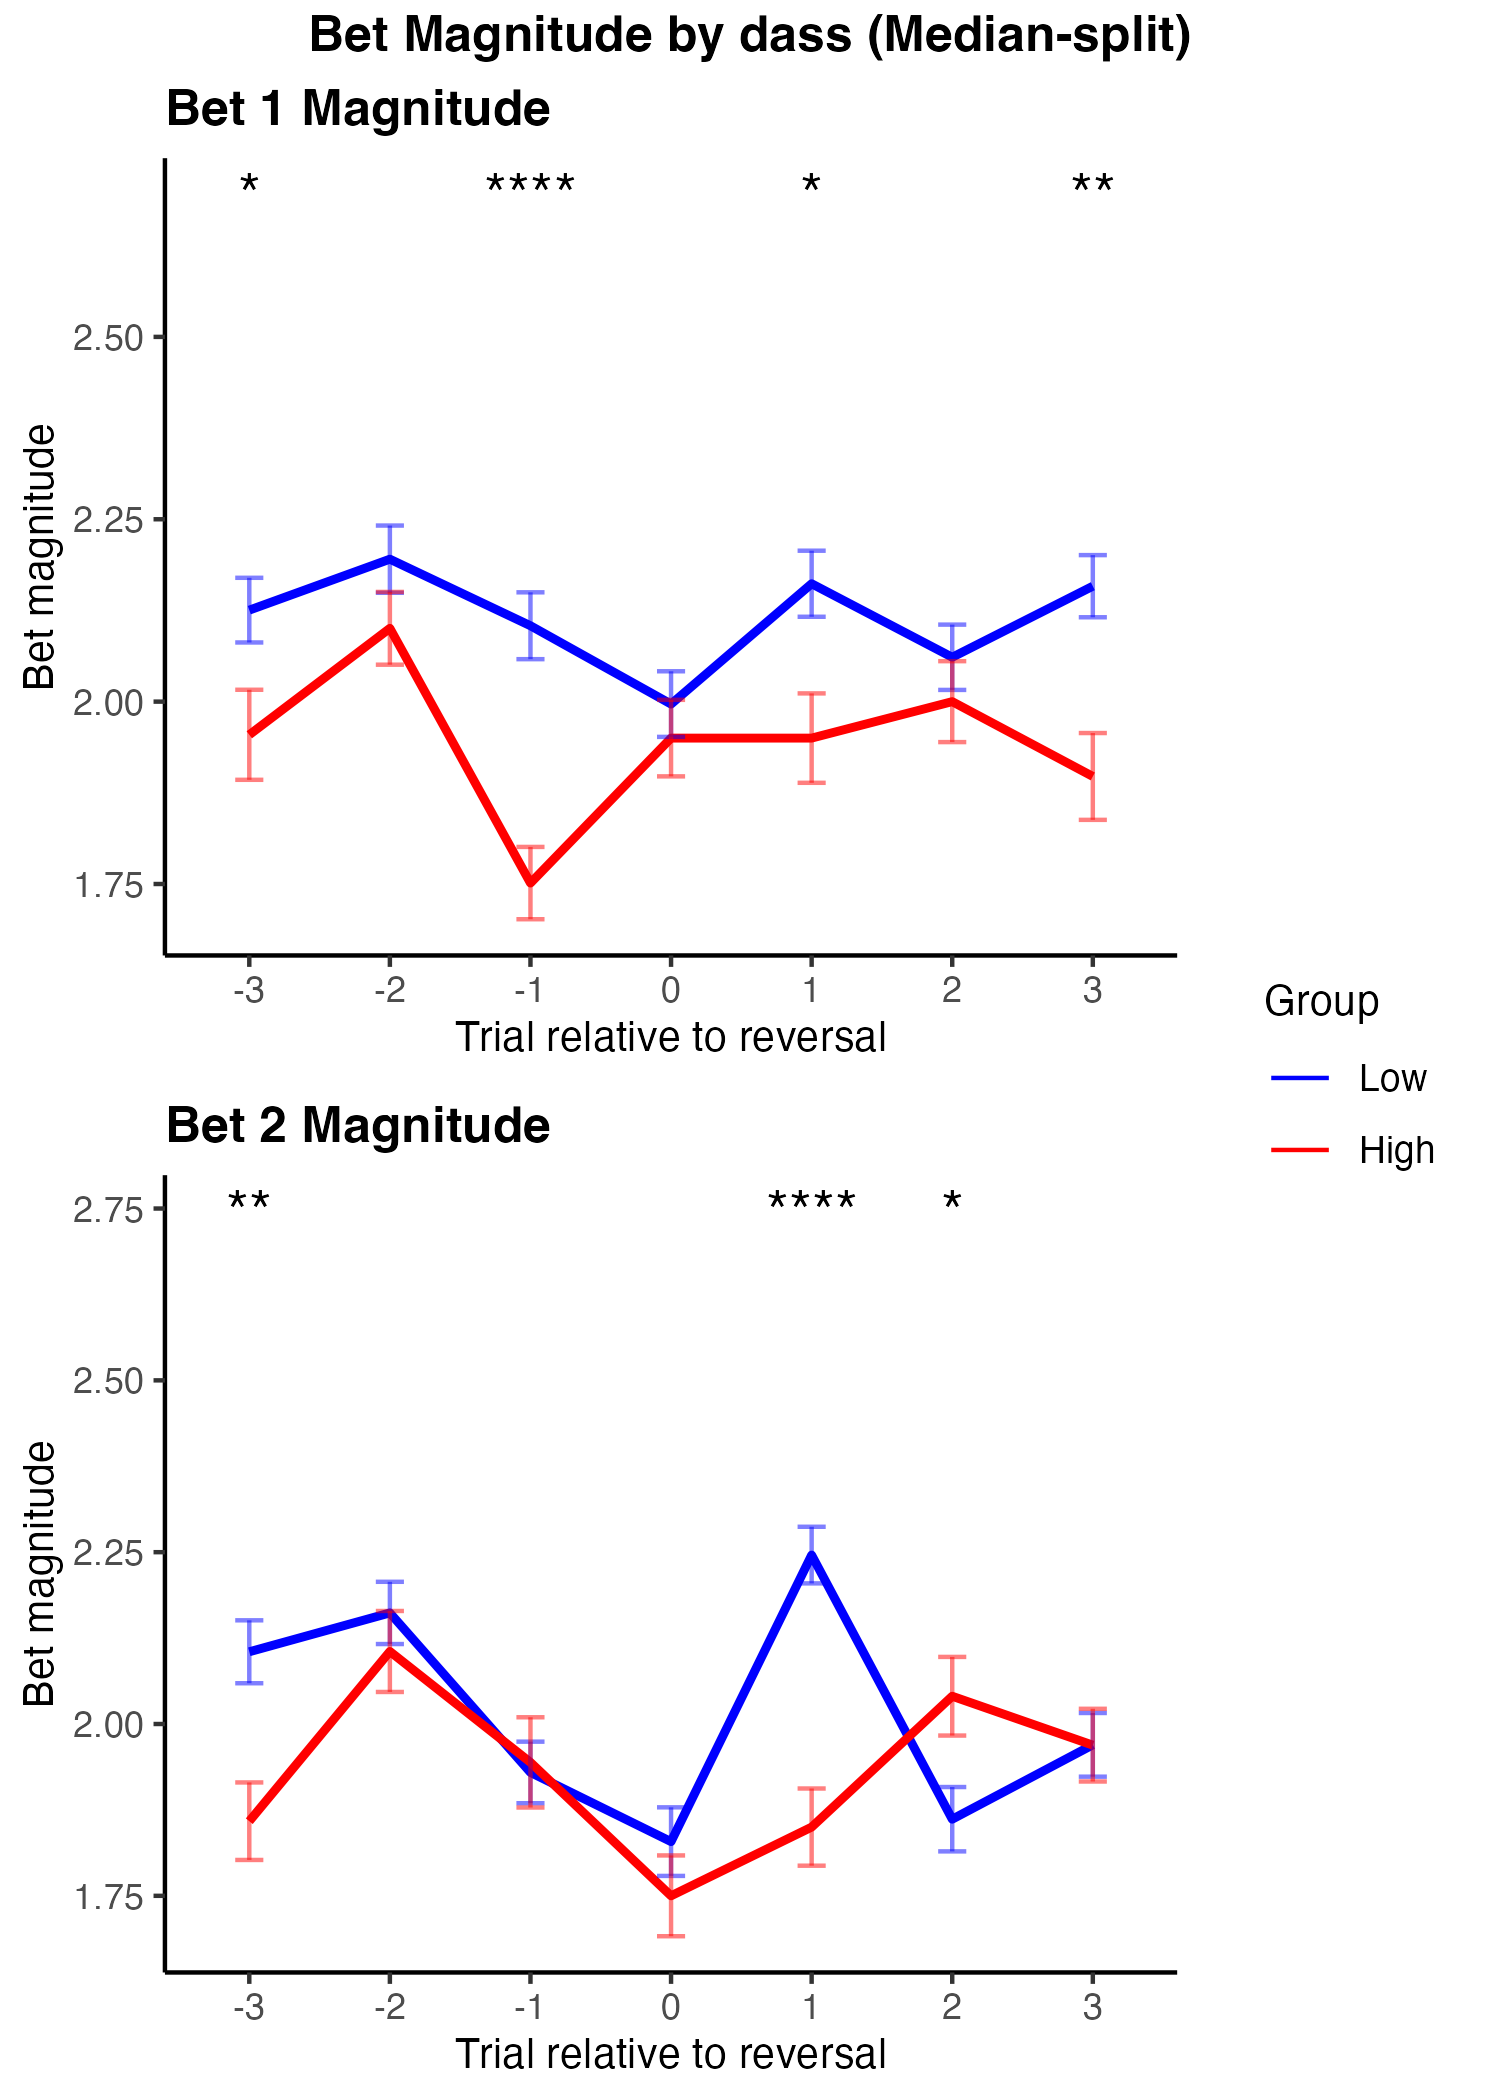 Bet Magnitude by dass (Median-split)
Bet 1 Magnitude
* **** * **
2.50
2.25
2.00
1.75
Bet magnitude
-3 -2 -1 0 1 2 3
Trial relative to reversal
Group
Low
High
Bet 2 Magnitude
** **** *
2.75
2.50
2.25
2.00
1.75
Bet magnitude
-3 -2 -1 0 1 2 3
Trial relative to reversal